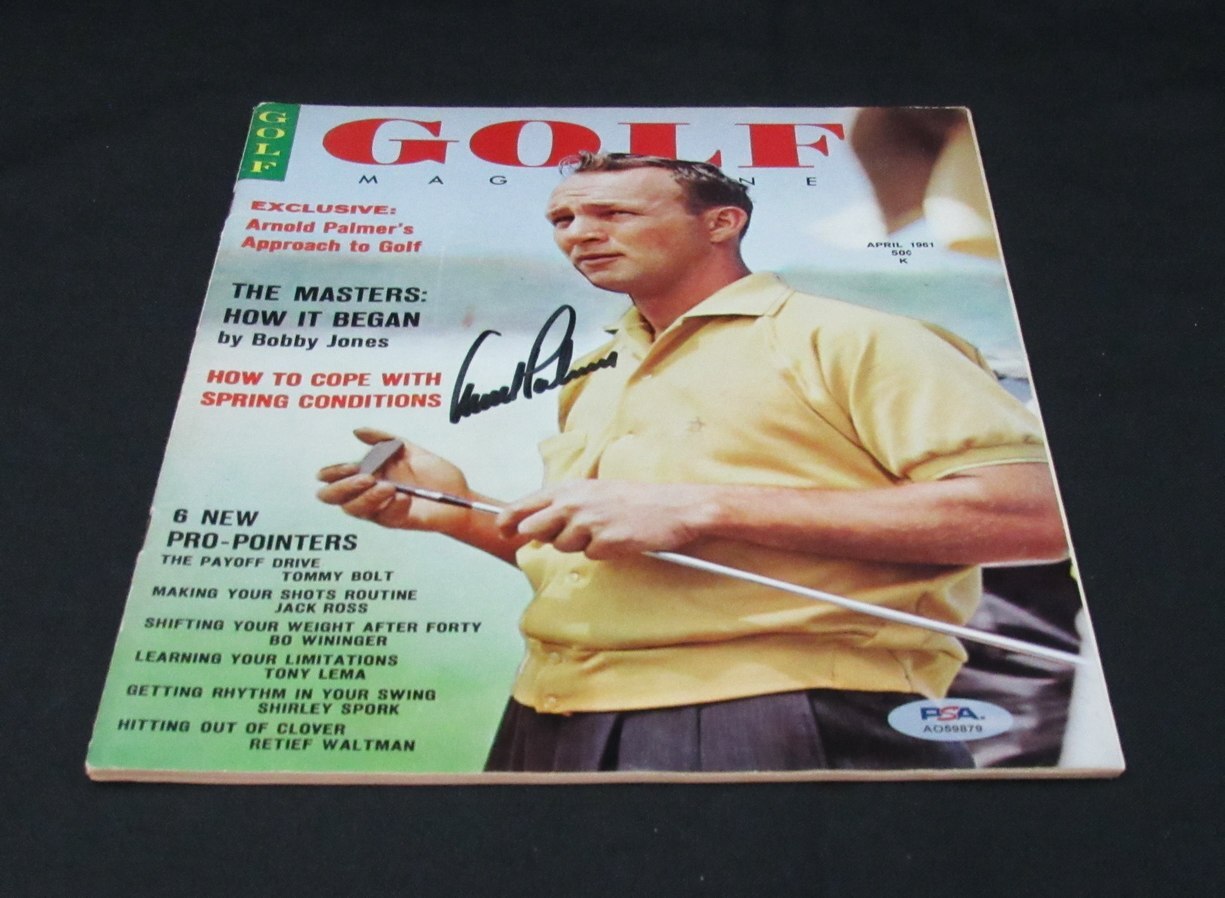 GOLF
GOLF
MAG NE
EXCLUSIVE:
Arnold Palmer's
Approach to Golf
APRIL 1961
50¢
K
THE MASTERS:
HOW IT BEGAN
by Bobby Jones
HOW TO COPE WITH
SPRING CONDITIONS
Arnold Palmer
6 NEW
PRO-POINTERS
THE PAYOFF DRIVE
TOMMY BOLT
MAKING YOUR SHOTS ROUTINE
JACK ROSS
SHIFTING YOUR WEIGHT AFTER FORTY
BO WININGER
LEARNING YOUR LIMITATIONS
TONY LEMA
GETTING RHYTHM IN YOUR SWING
SHIRLEY SPORK
HITTING OUT OF CLOVER
RETIEF WALTMAN
PSA
AO59879